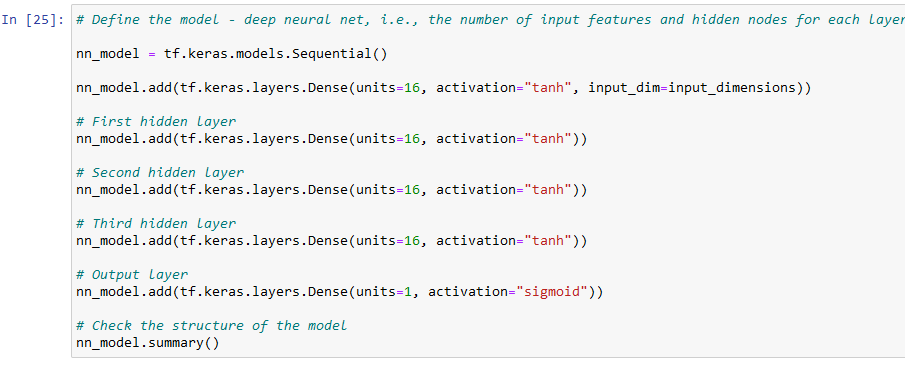 In [25]: # Define the model - deep neural net, i.e., the number of input features and hidden nodes for each layer
nn_model = tf.keras.models.Sequential()
nn_model.add(tf.keras.layers.Dense(units=16, activation="tanh", input_dim=input_dimensions))
# First hidden layer
nn_model.add(tf.keras.layers.Dense(units=16, activation="tanh"))
# Second hidden layer
nn_model.add(tf.keras.layers.Dense(units=16, activation="tanh"))
# Third hidden layer
nn_model.add(tf.keras.layers.Dense(units=16, activation="tanh"))
# Output layer
nn_model.add(tf.keras.layers.Dense(units=1, activation="sigmoid"))
# Check the structure of the model
nn_model.summary()